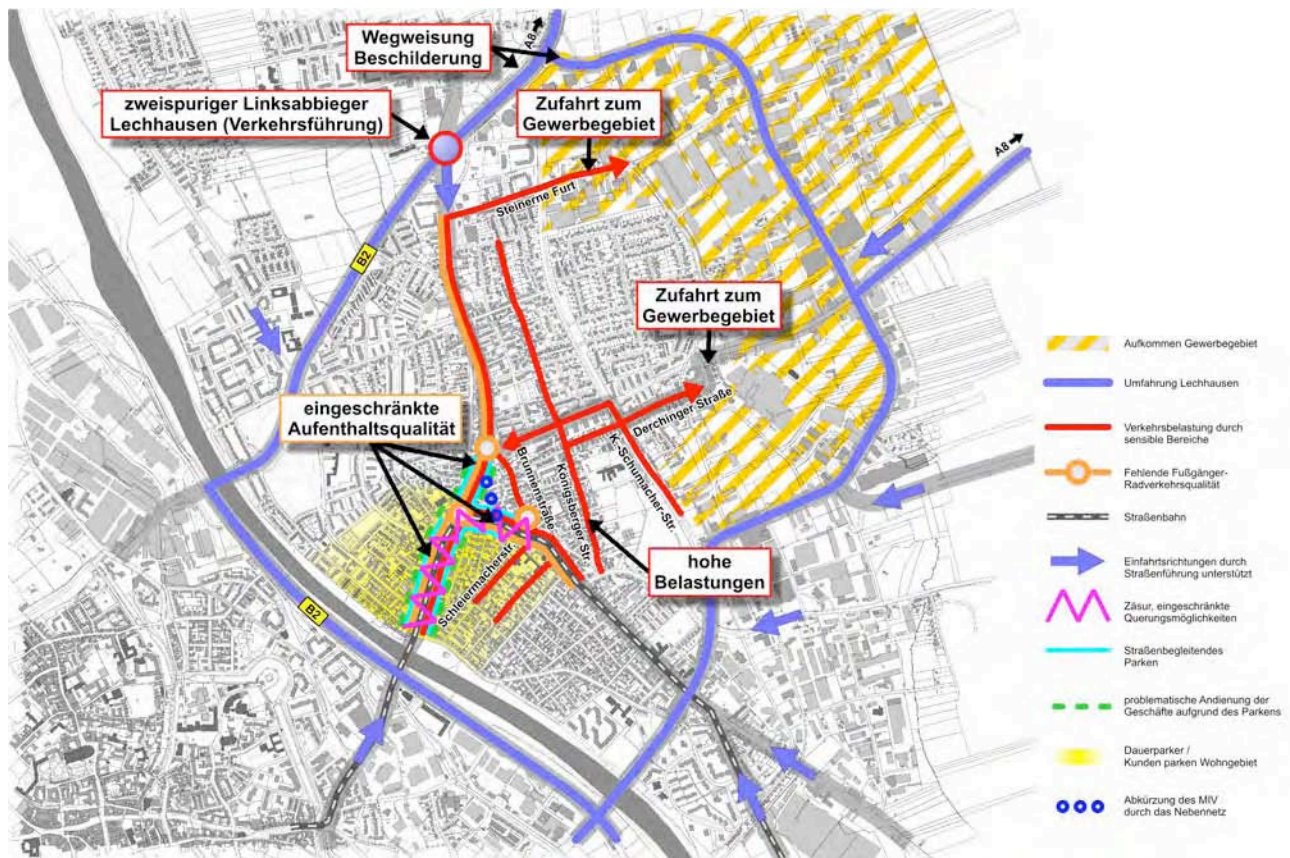 A8
Wegweisung
Beschilderung
zweispuriger Linksabbieger
Lechhausen (Verkehrsführung)
Zufahrt zum
Gewerbegebiet
A8
Steinerne Furt
B2
Zufahrt zum
Gewerbegebiet
eingeschränkte
Aufenthaltsqualität
Derchinger Straße
Brunnenstraße
K.-Schumacher-Str.
Königsberger Str.
hohe
Belastungen
Schleiermacherstr.
B2
Aufkommen Gewerbegebiet
Umfahrung Lechhausen
Verkehrsbelastung durch
sensible Bereiche
Fehlende Fußgänger-
Radverkehrsqualität
Straßenbahn
Einfahrtsrichtungen durch
Straßenführung unterstützt
Zäsur, eingeschränkte
Querungsmöglichkeiten
Straßenbegleitendes
Parken
problematische Andienung der
Geschäfte aufgrund des Parkens
Dauerparker /
Kunden parken Wohngebiet
Abkürzung des MIV
durch das Nebennetz